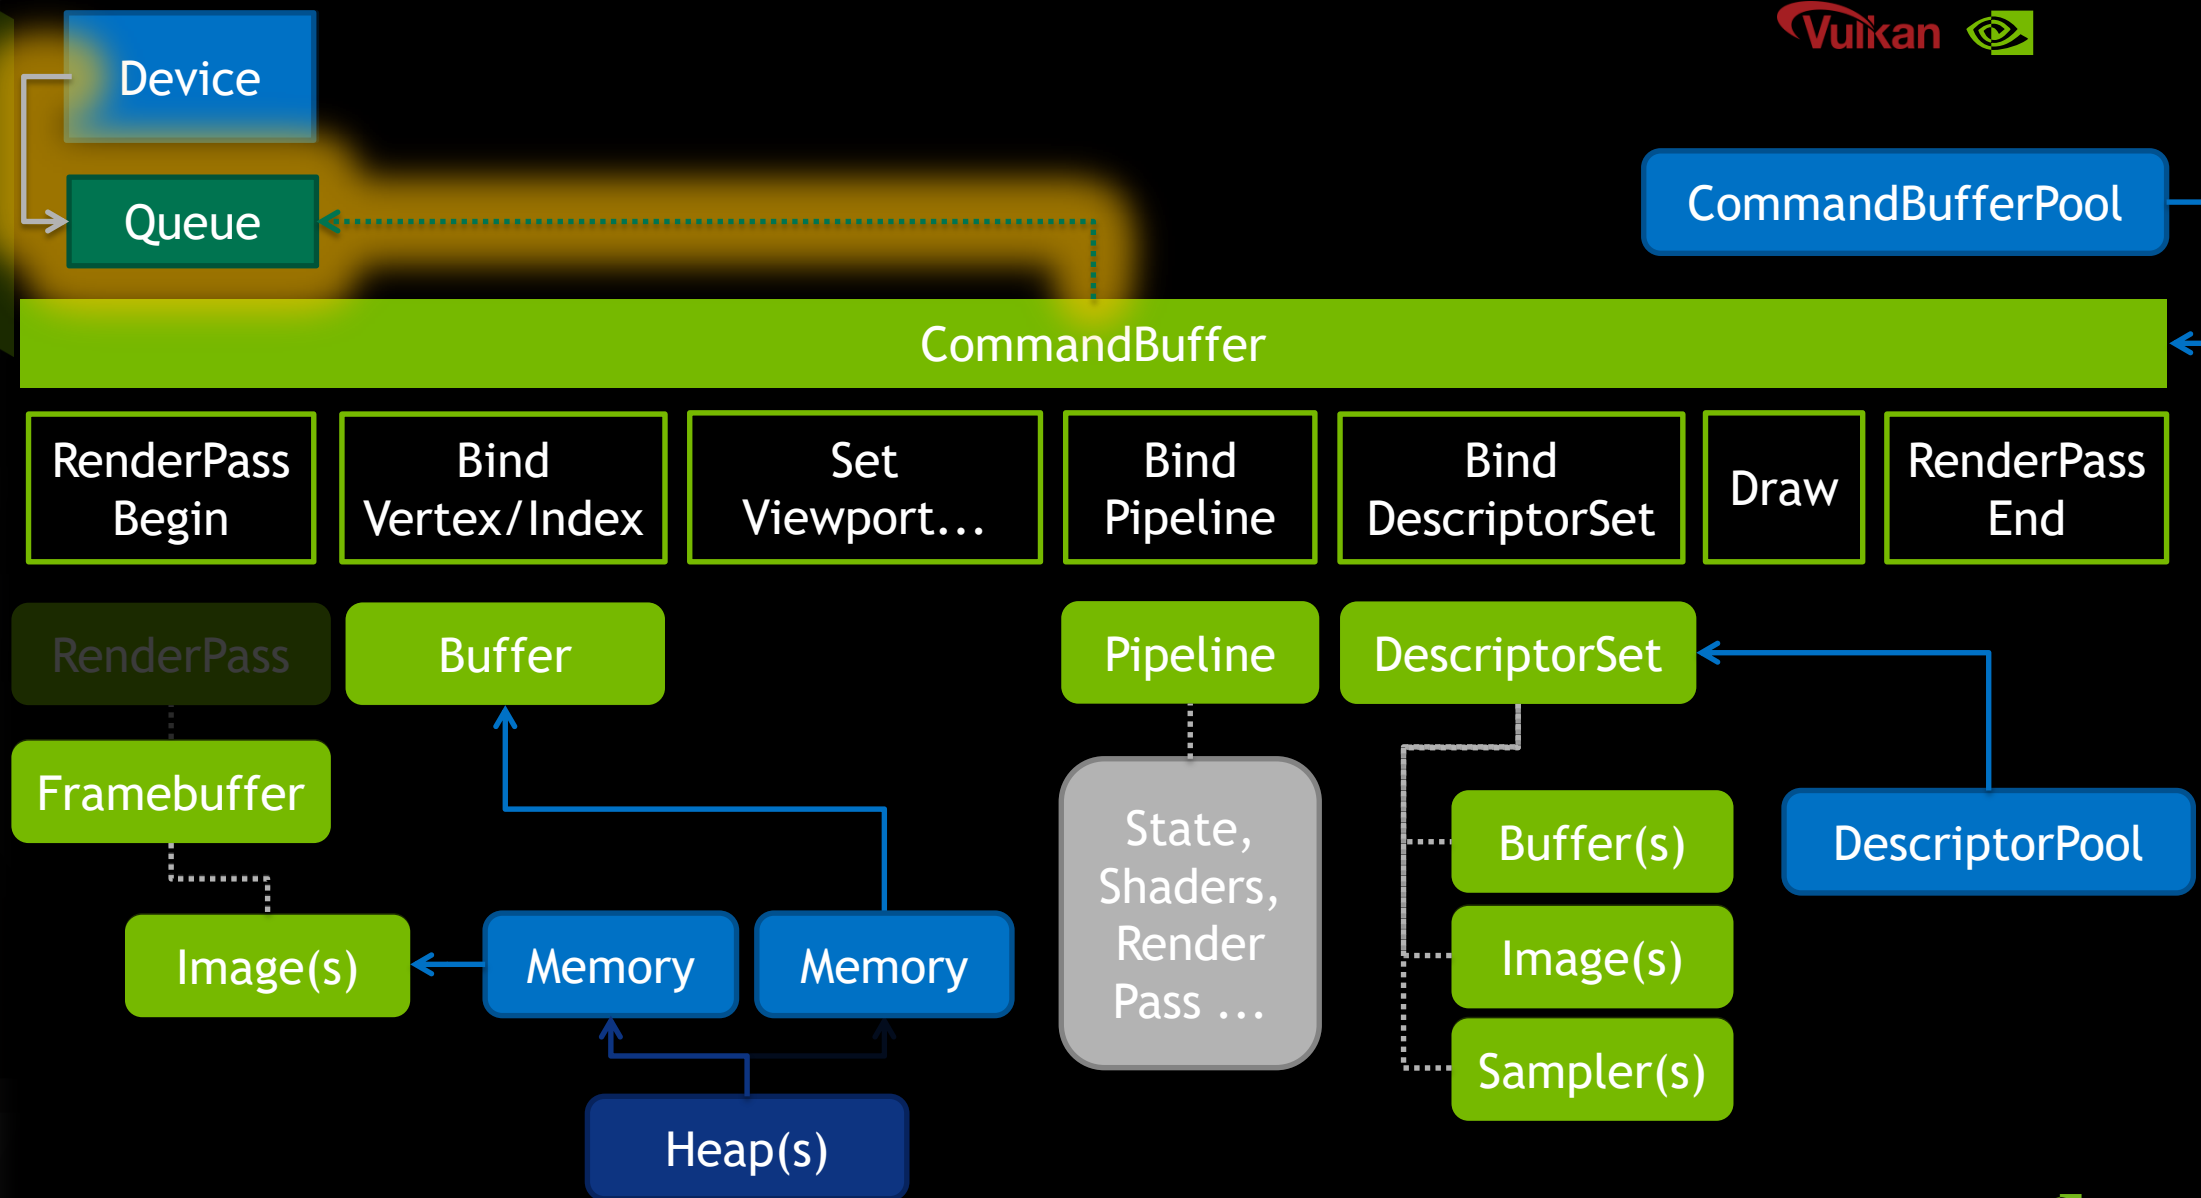 Vulkan
Device
CommandBufferPool
Queue
CommandBuffer
RenderPass
Begin
Bind
Vertex/Index
Set
Viewport...
Bind
Pipeline
Bind
DescriptorSet
Draw
RenderPass
End
RenderPass
Buffer
Pipeline
DescriptorSet
Framebuffer
State,
Shaders,
Render
Pass ...
Buffer(s)
DescriptorPool
Image(s)
Memory
Memory
Image(s)
Sampler(s)
Heap(s)